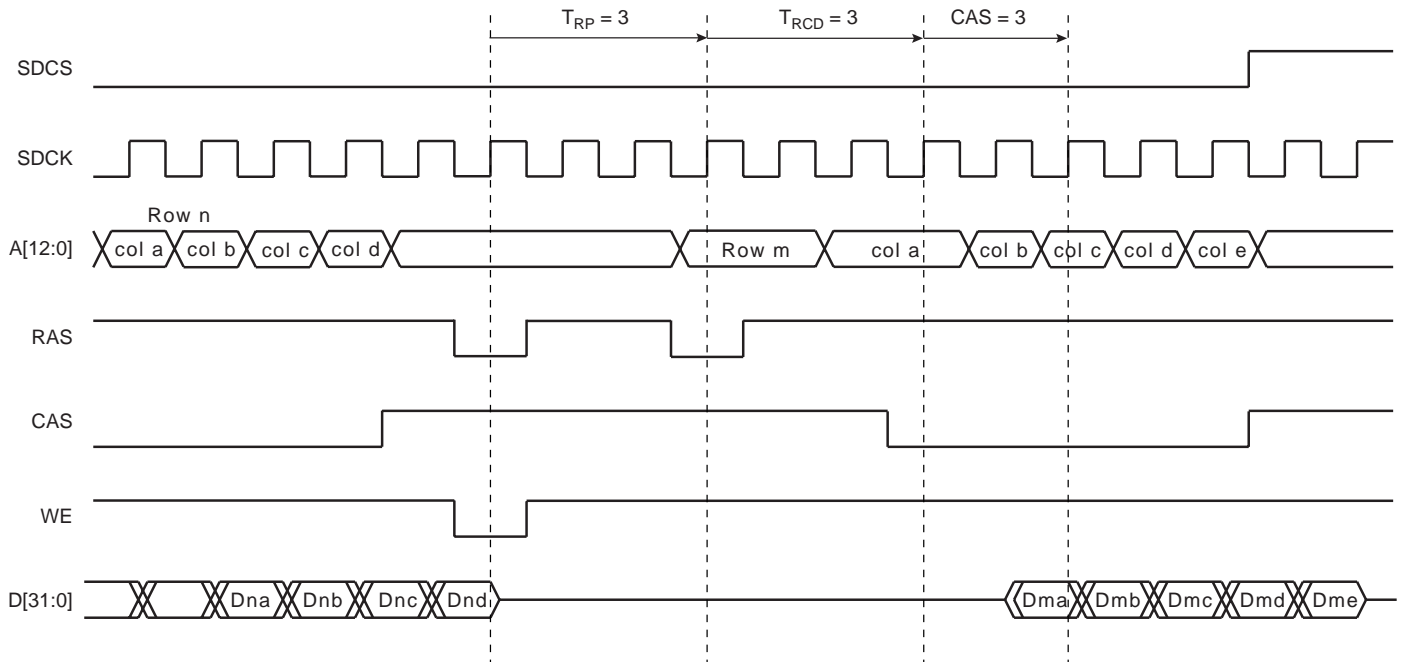 T_RP = 3 T_RCD = 3 CAS = 3
SDCS
SDCK
Row n
A[12:0] col a col b col c col d Row m col a col b col c col d col e
RAS
CAS
WE
D[31:0] Dna Dnb Dnc Dnd Dma Dmb Dmc Dmd Dme